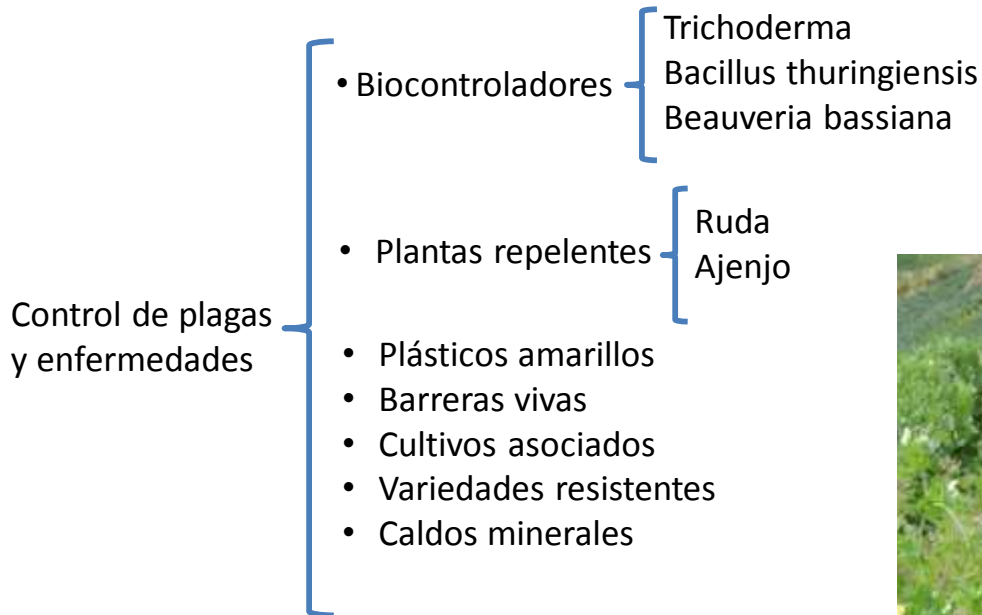 Control de plagas
y enfermedades
• Biocontroladores
Trichoderma
Bacillus thuringiensis
Beauveria bassiana
• Plantas repelentes
Ruda
Ajenjo
• Plásticos amarillos
• Barreras vivas
• Cultivos asociados
• Variedades resistentes
• Caldos minerales